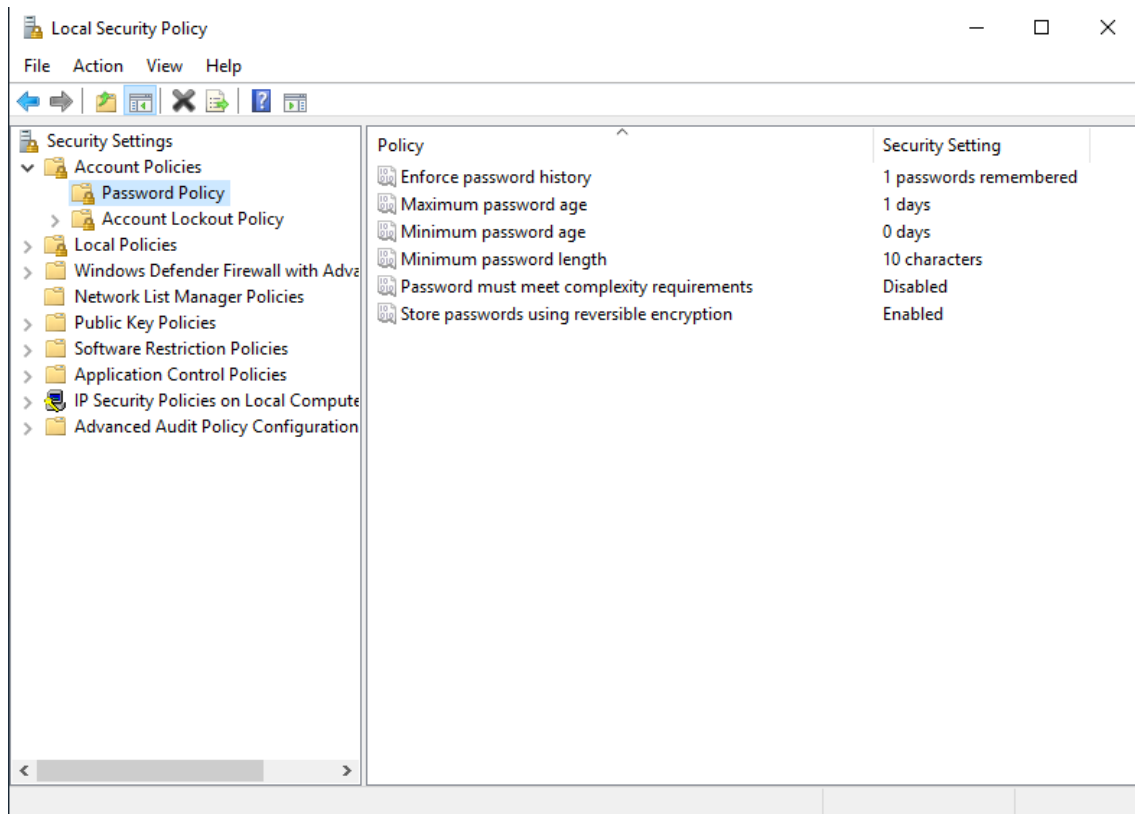 Local Security Policy
File Action View Help
Security Settings
Account Policies
Password Policy
Account Lockout Policy
Local Policies
Windows Defender Firewall with Adva
Network List Manager Policies
Public Key Policies
Software Restriction Policies
Application Control Policies
IP Security Policies on Local Compute
Advanced Audit Policy Configuration
Policy Security Setting
Enforce password history 1 passwords remembered
Maximum password age 1 days
Minimum password age 0 days
Minimum password length 10 characters
Password must meet complexity requirements Disabled
Store passwords using reversible encryption Enabled